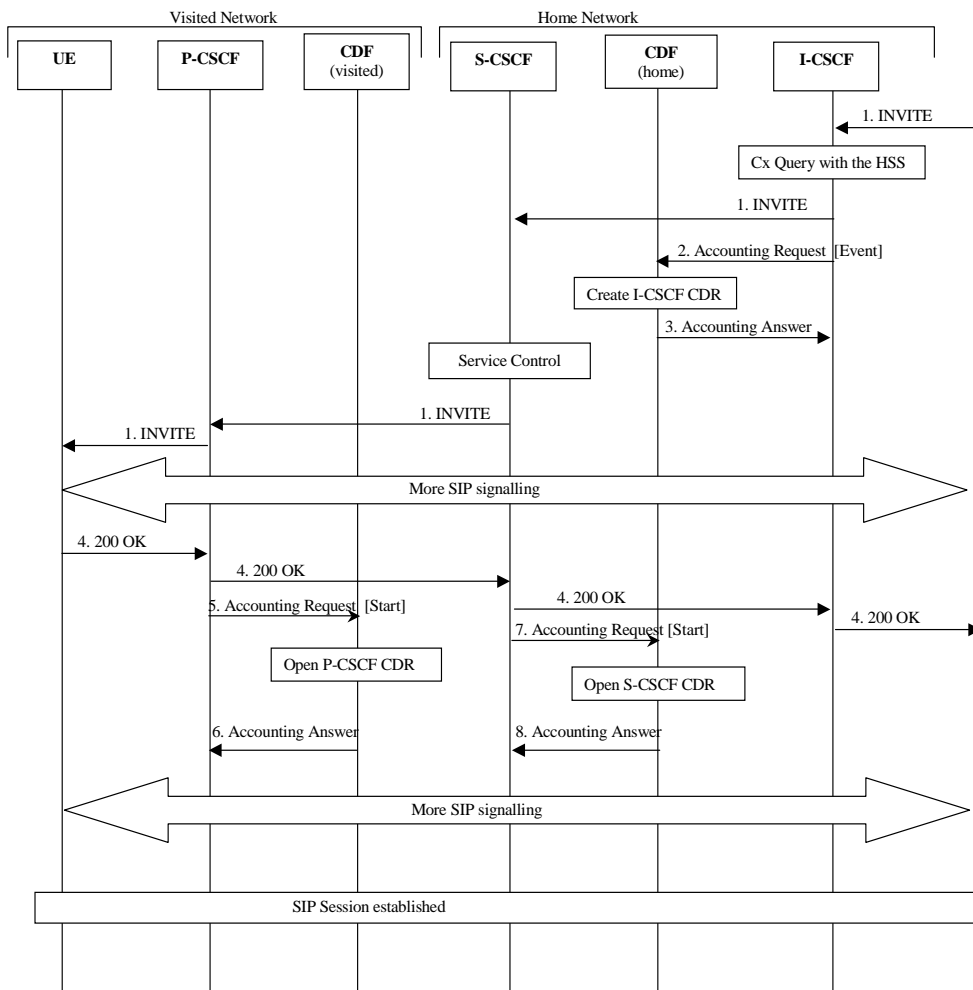 Visited Network
Home Network
UE
P-CSCF
CDF
(visited)
S-CSCF
CDF
(home)
I-CSCF
1. INVITE
Cx Query with the HSS
1. INVITE
2. Accounting Request [Event]
Create I-CSCF CDR
3. Accounting Answer
Service Control
1. INVITE
1. INVITE
More SIP signalling
4. 200 OK
4. 200 OK
5. Accounting Request [Start]
4. 200 OK
4. 200 OK
7. Accounting Request [Start]
Open P-CSCF CDR
Open S-CSCF CDR
6. Accounting Answer
8. Accounting Answer
More SIP signalling
SIP Session established